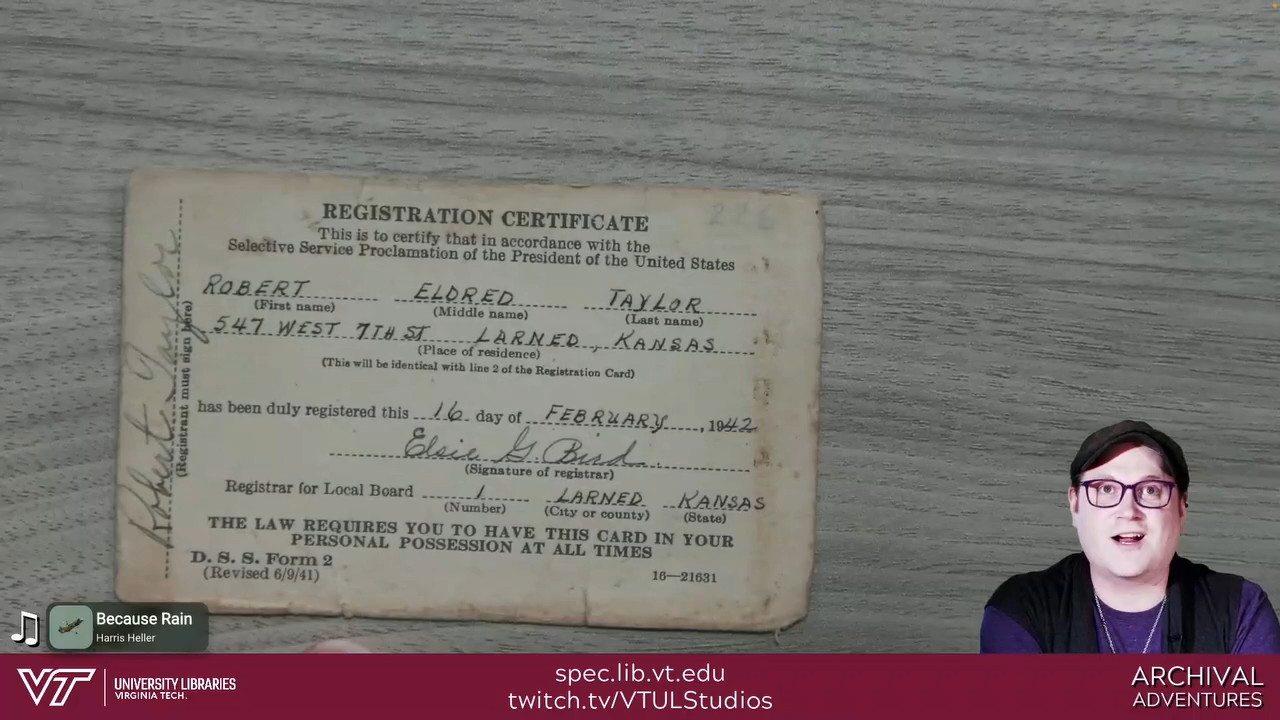 226
REGISTRATION CERTIFICATE
This is to certify that in accordance with the
Selective Service Proclamation of the President of the United States
ROBERT ELDRED TAYLOR
(First name) (Middle name) (Last name)
547 WEST 7TH ST LARNED, KANSAS
(Place of residence)
(This will be identical with line 2 of the Registration Card)
has been duly registered this 16 day of FEBRUARY, 1942
Elsie G. Bird
(Signature of registrar)
Registrar for Local Board 1 LARNED KANSAS
(Number) (City or county) (State)
THE LAW REQUIRES YOU TO HAVE THIS CARD IN YOUR
PERSONAL POSSESSION AT ALL TIMES
D. S. S. Form 2
(Revised 6/9/41)
16—21631
Robert Taylor
(Registrant must sign here)
Because Rain
Harris Heller
VT UNIVERSITY LIBRARIES
VIRGINIA TECH.
spec.lib.vt.edu
twitch.tv/VTULStudios
ARCHIVAL
ADVENTURES